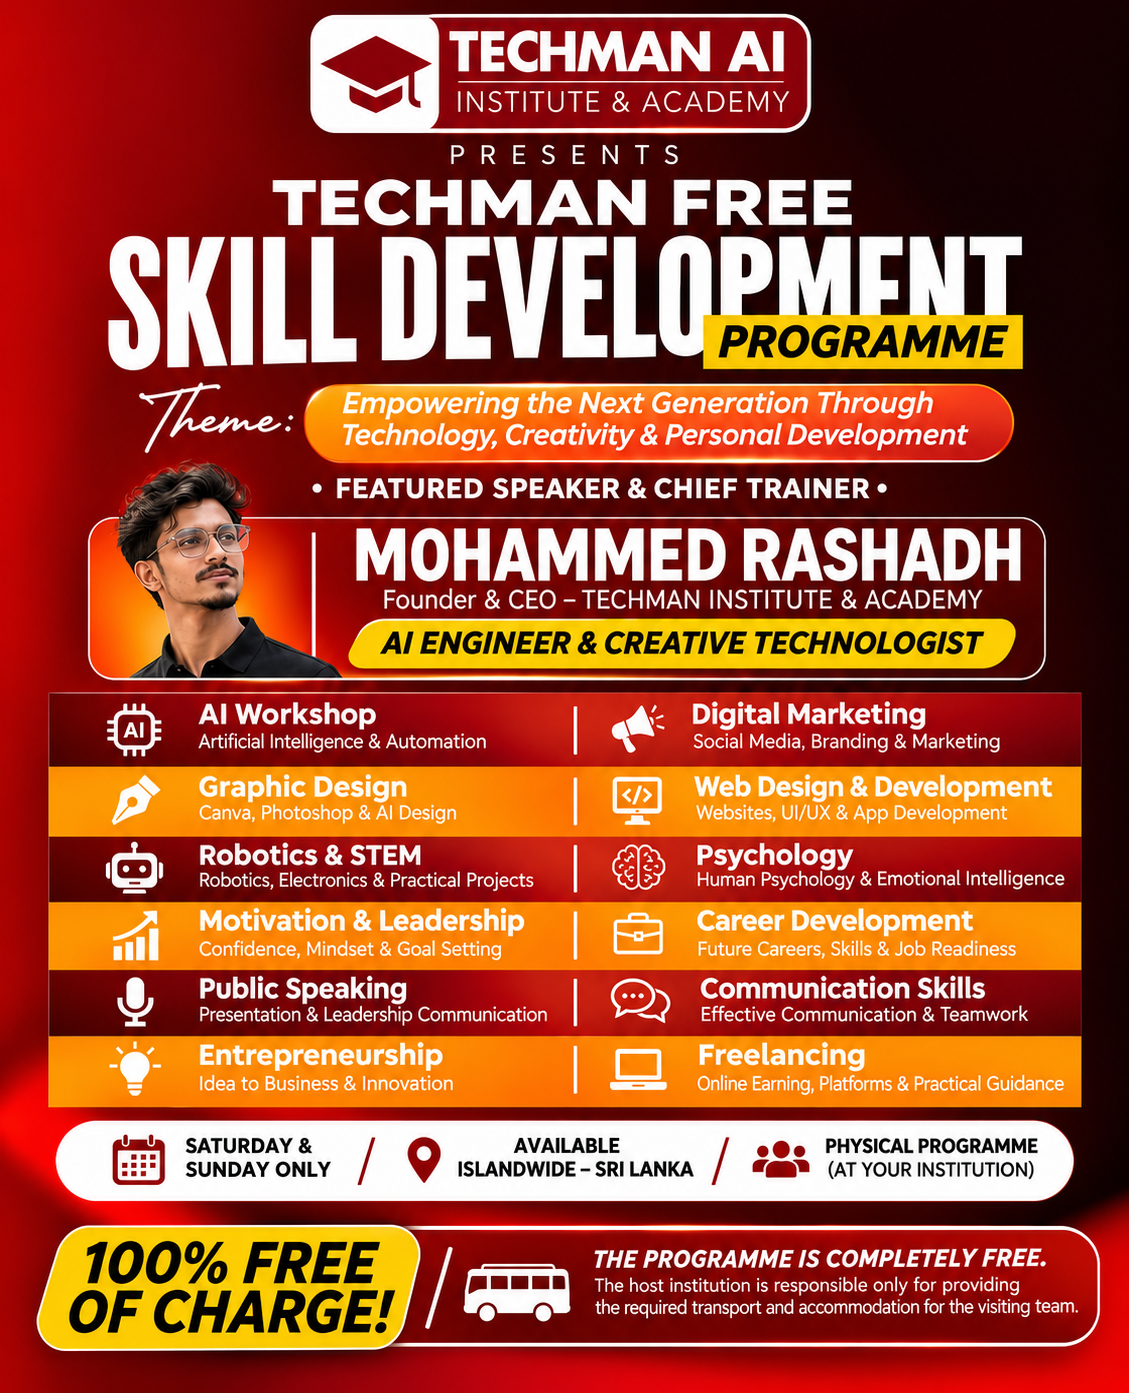 TECHMAN AI
INSTITUTE & ACADEMY
PRESENTS
TECHMAN FREE
SKILL DEVELOPMENT
PROGRAMME
Theme:
Empowering the Next Generation Through
Technology, Creativity & Personal Development
• FEATURED SPEAKER & CHIEF TRAINER •
MOHAMMED RASHADH
Founder & CEO – TECHMAN INSTITUTE & ACADEMY
AI ENGINEER & CREATIVE TECHNOLOGIST
AI
AI Workshop
Artificial Intelligence & Automation
Digital Marketing
Social Media, Branding & Marketing
Graphic Design
Canva, Photoshop & AI Design
</>
Web Design & Development
Websites, UI/UX & App Development
Robotics & STEM
Robotics, Electronics & Practical Projects
Psychology
Human Psychology & Emotional Intelligence
Motivation & Leadership
Confidence, Mindset & Goal Setting
Career Development
Future Careers, Skills & Job Readiness
Public Speaking
Presentation & Leadership Communication
Communication Skills
Effective Communication & Teamwork
Entrepreneurship
Idea to Business & Innovation
Freelancing
Online Earning, Platforms & Practical Guidance
SATURDAY &
SUNDAY ONLY
AVAILABLE
ISLANDWIDE – SRI LANKA
PHYSICAL PROGRAMME
(AT YOUR INSTITUTION)
100% FREE
OF CHARGE!
THE PROGRAMME IS COMPLETELY FREE.
The host institution is responsible only for providing
the required transport and accommodation for the visiting team.